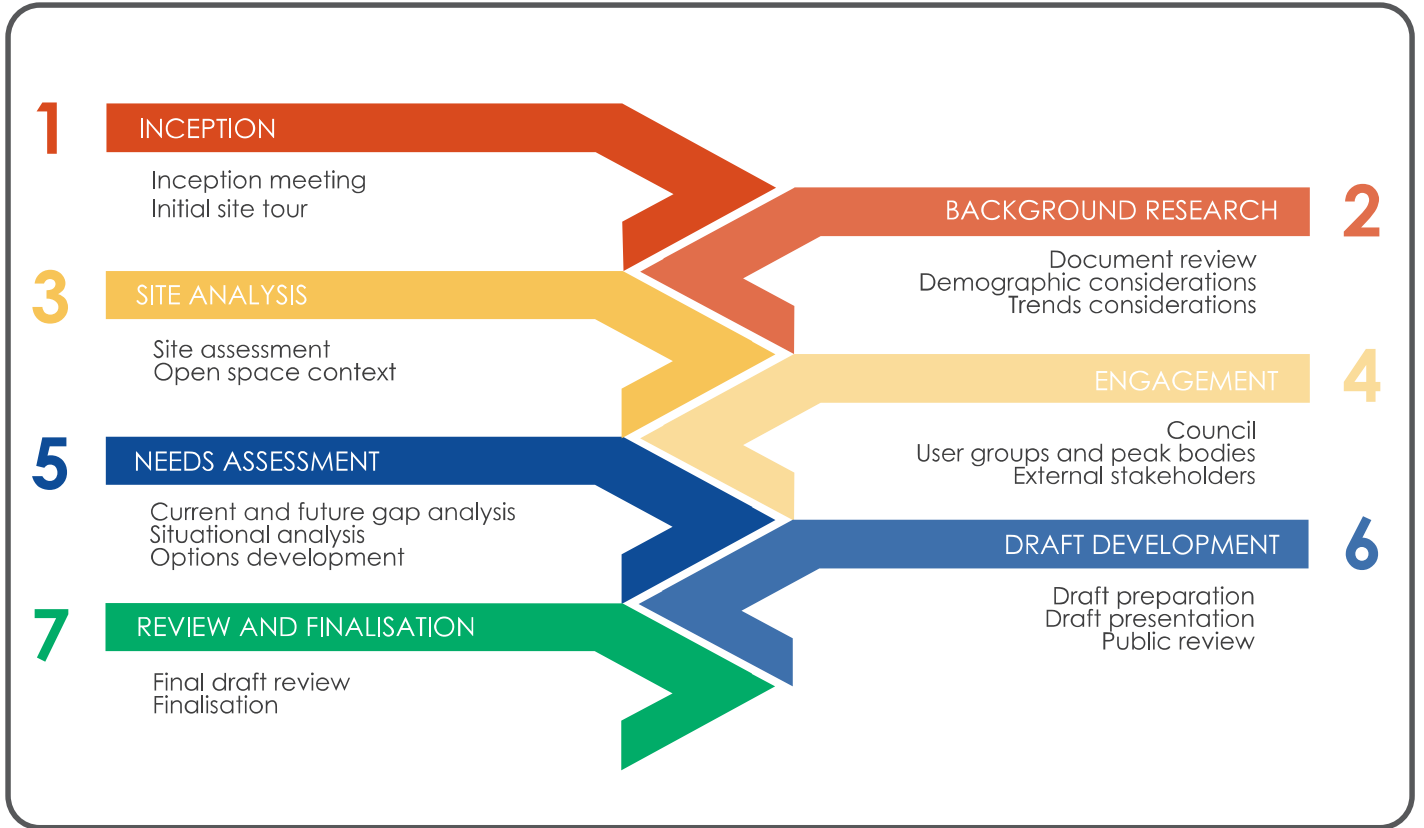 1
INCEPTION
Inception meeting
Initial site tour
2
BACKGROUND RESEARCH
Document review
Demographic considerations
Trends considerations
3
SITE ANALYSIS
Site assessment
Open space context
4
ENGAGEMENT
Council
User groups and peak bodies
External stakeholders
5
NEEDS ASSESSMENT
Current and future gap analysis
Situational analysis
Options development
6
DRAFT DEVELOPMENT
Draft preparation
Draft presentation
Public review
7
REVIEW AND FINALISATION
Final draft review
Finalisation